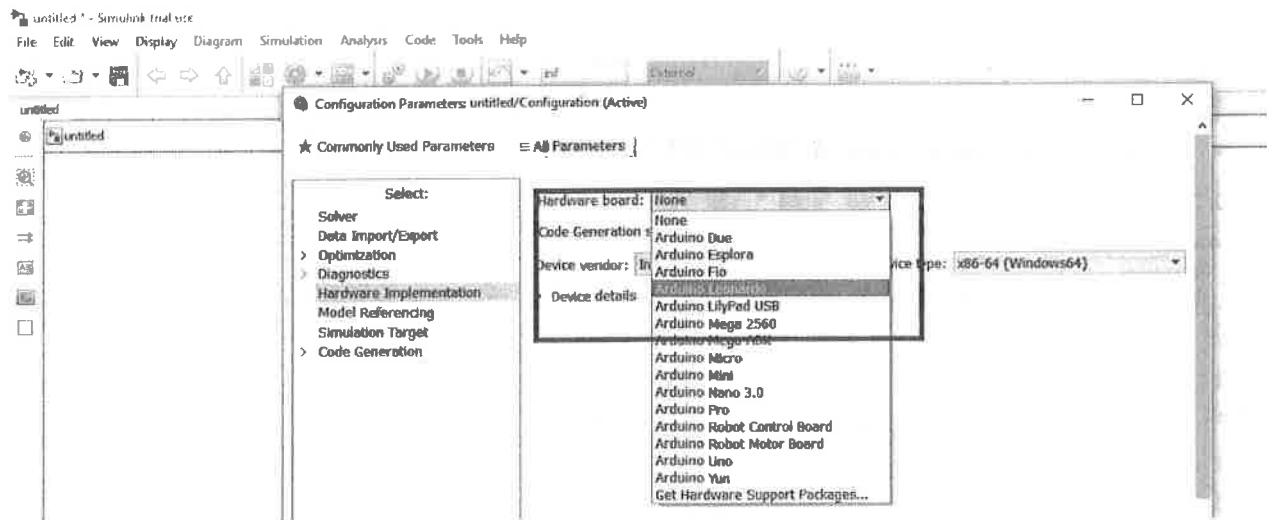 untitled * - Simulink trial use
File Edit View Display Diagram Simulation Analysis Code Tools Help
inf External
untitled
untitled
Configuration Parameters: untitled/Configuration (Active)
Commonly Used Parameters All Parameters
Select:
Solver
Data Import/Export
Optimization
Diagnostics
Hardware Implementation
Model Referencing
Simulation Target
Code Generation
Hardware board: None
Code Generation
Device vendor: type: x86-64 (Windows64)
Device details
None
Arduino Due
Arduino Esplora
Arduino Fio
Arduino Leonardo
Arduino LilyPad USB
Arduino Mega 2560
Arduino Mega ADK
Arduino Micro
Arduino Mini
Arduino Nano 3.0
Arduino Pro
Arduino Robot Control Board
Arduino Robot Motor Board
Arduino Uno
Arduino Yun
Get Hardware Support Packages...